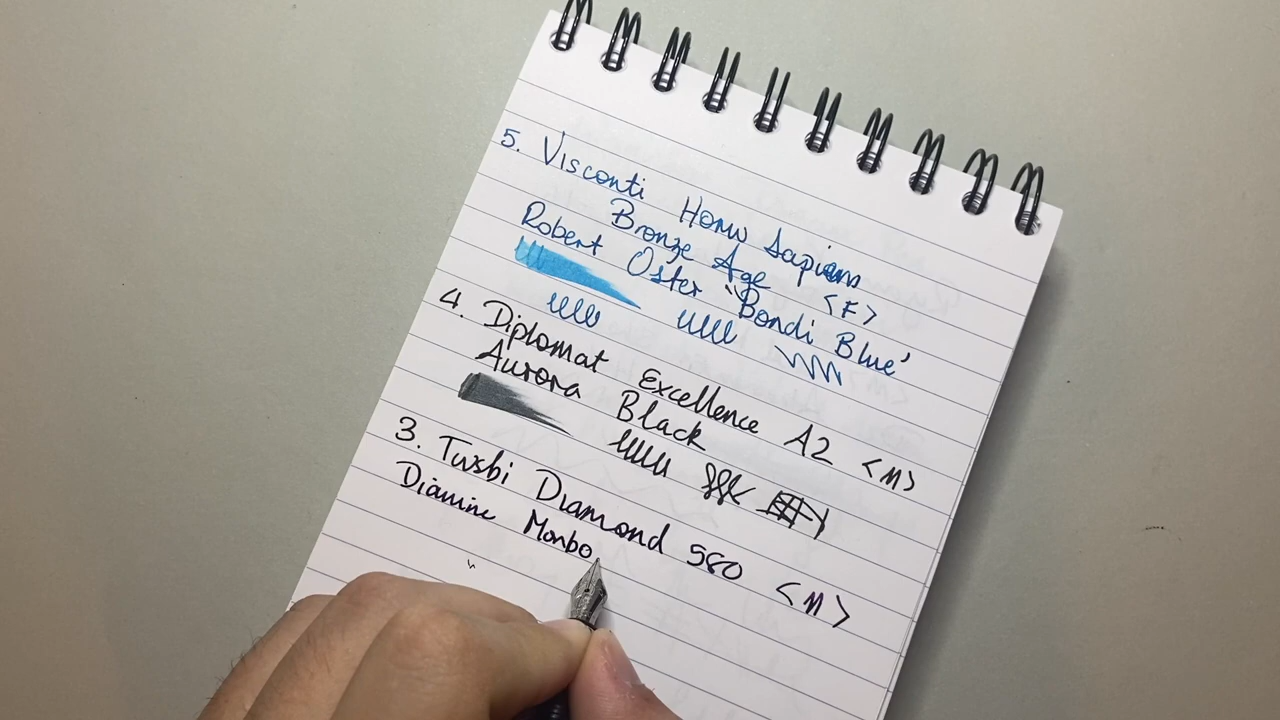 5. Visconti Homo Sapiens
Bronze Age <F>
Robert Oster 'Bondi Blue'
4. Diplomat Excellence A2 <M>
Aurora Black
3. Twsbi Diamond 580 <M>
Diamine Monbo